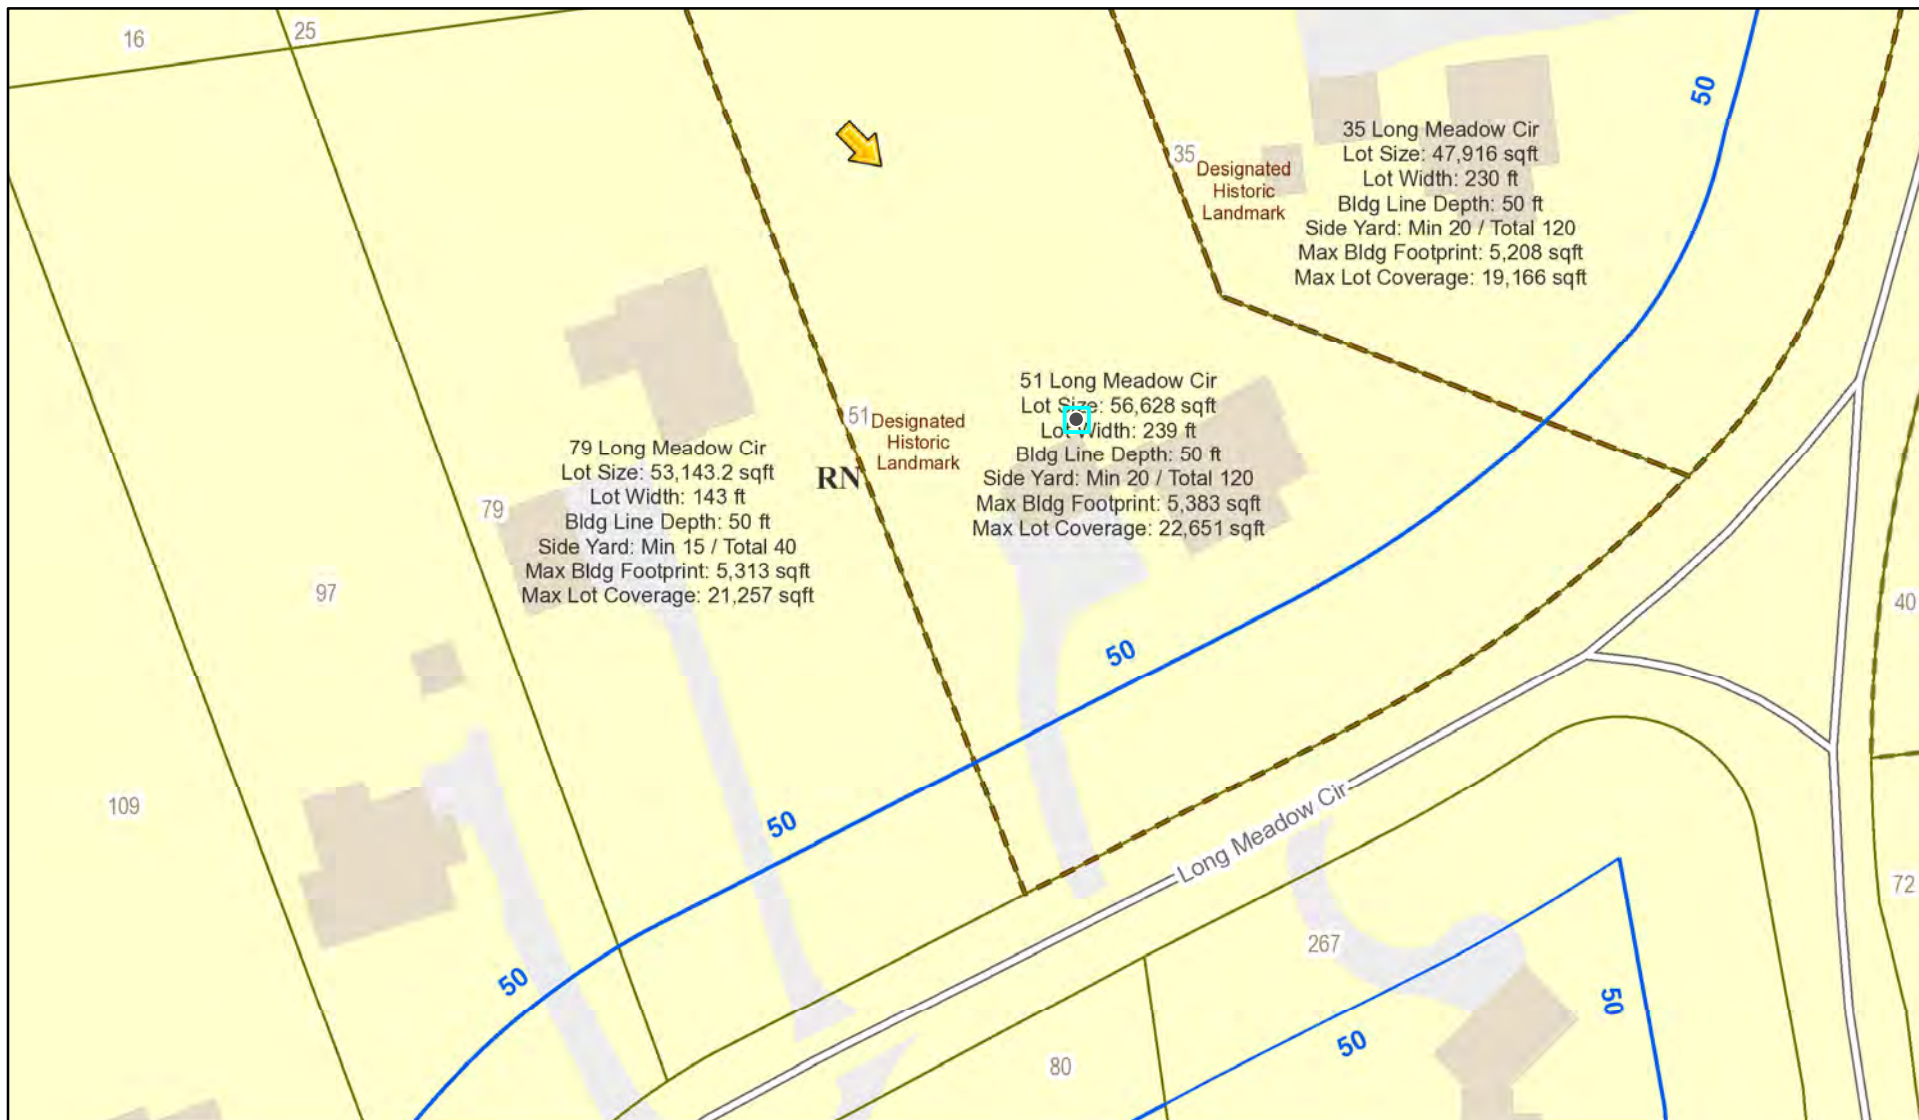 16
25
50
35 Long Meadow Cir
Lot Size: 47,916 sqft
Lot Width: 230 ft
Bldg Line Depth: 50 ft
Side Yard: Min 20 / Total 120
Max Bldg Footprint: 5,208 sqft
Max Lot Coverage: 19,166 sqft
35
Designated
Historic
Landmark
51 Long Meadow Cir
Lot Size: 56,628 sqft
Lot Width: 239 ft
Bldg Line Depth: 50 ft
Side Yard: Min 20 / Total 120
Max Bldg Footprint: 5,383 sqft
Max Lot Coverage: 22,651 sqft
51
Designated
Historic
Landmark
RN
79 Long Meadow Cir
Lot Size: 53,143.2 sqft
Lot Width: 143 ft
Bldg Line Depth: 50 ft
Side Yard: Min 15 / Total 40
Max Bldg Footprint: 5,313 sqft
Max Lot Coverage: 21,257 sqft
79
97
40
50
109
50
Long Meadow Cir
72
267
50
50
50
80